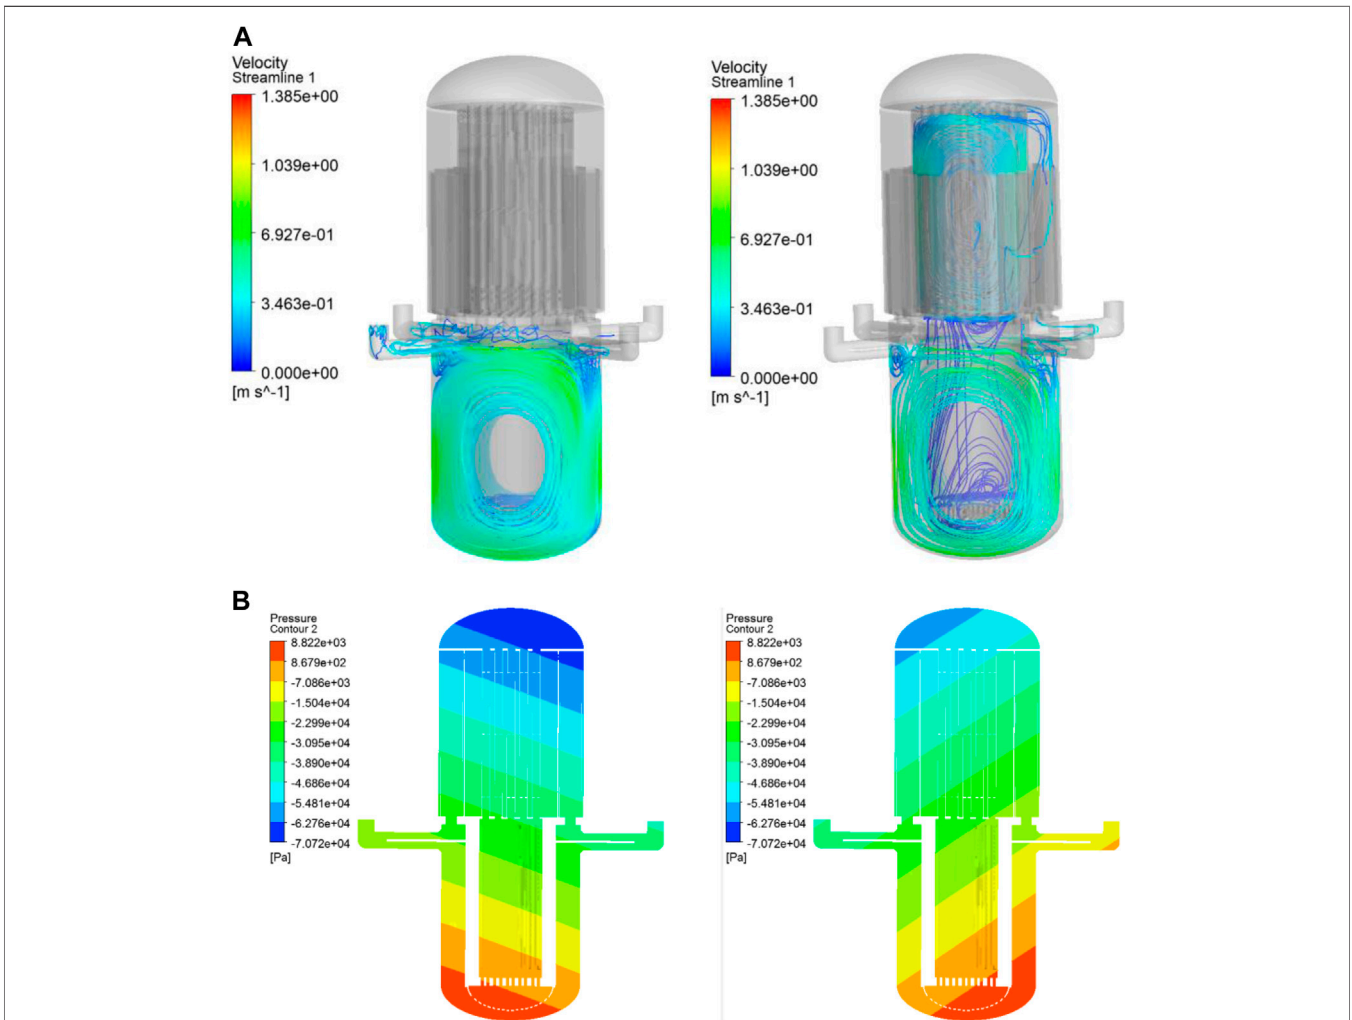 A
Velocity
Streamline 1
1.385e+00
1.039e+00
6.927e-01
3.463e-01
0.000e+00
[m s^-1]
Velocity
Streamline 1
1.385e+00
1.039e+00
6.927e-01
3.463e-01
0.000e+00
[m s^-1]
B
Pressure
Contour 2
8.822e+03
8.679e+02
-7.086e+03
-1.504e+04
-2.299e+04
-3.095e+04
-3.890e+04
-4.686e+04
-5.481e+04
-6.276e+04
-7.072e+04
[Pa]
Pressure
Contour 2
8.822e+03
8.679e+02
-7.086e+03
-1.504e+04
-2.299e+04
-3.095e+04
-3.890e+04
-4.686e+04
-5.481e+04
-6.276e+04
-7.072e+04
[Pa]